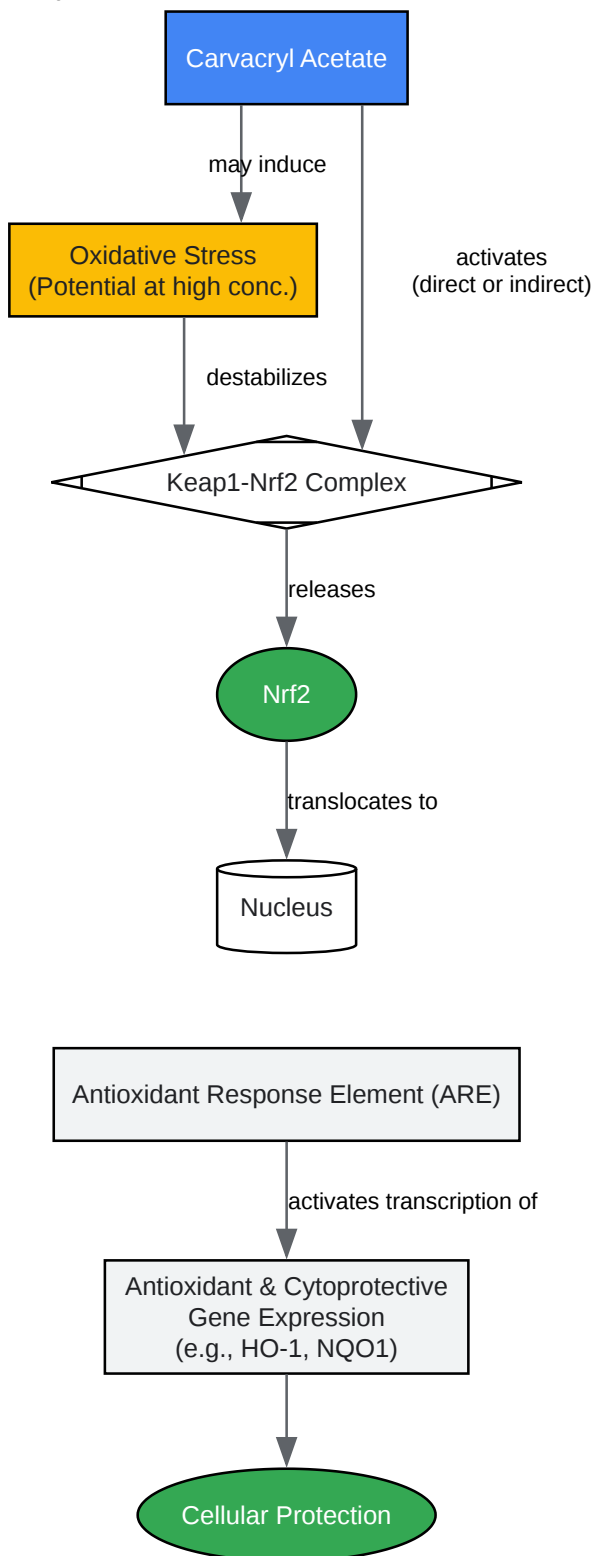 Carvacryl Acetate
may induce
Oxidative Stress
(Potential at high conc.)
activates
(direct or indirect)
destabilizes
Keap1-Nrf2 Complex
releases
Nrf2
translocates to
Nucleus
Antioxidant Response Element (ARE)
activates transcription of
Antioxidant & Cytoprotective
Gene Expression
(e.g., HO-1, NQO1)
Cellular Protection